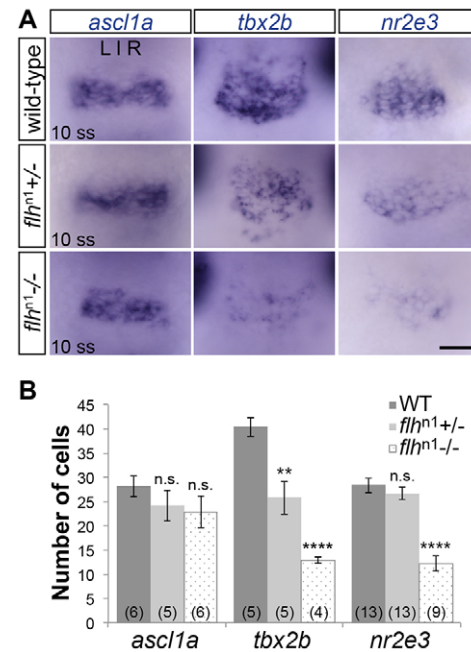 A
ascl1a tbx2b nr2e3
wild-type
L I R
10 ss
flhn1+/-
10 ss
flhn1-/-
10 ss
B
Number of cells
45
40
35
30
25
20
15
10
5
0
WT
flhn1+/-
flhn1-/-
n.s. n.s. ** **** n.s. ****
(6) (5) (6) (5) (5) (4) (13) (13) (9)
ascl1a tbx2b nr2e3